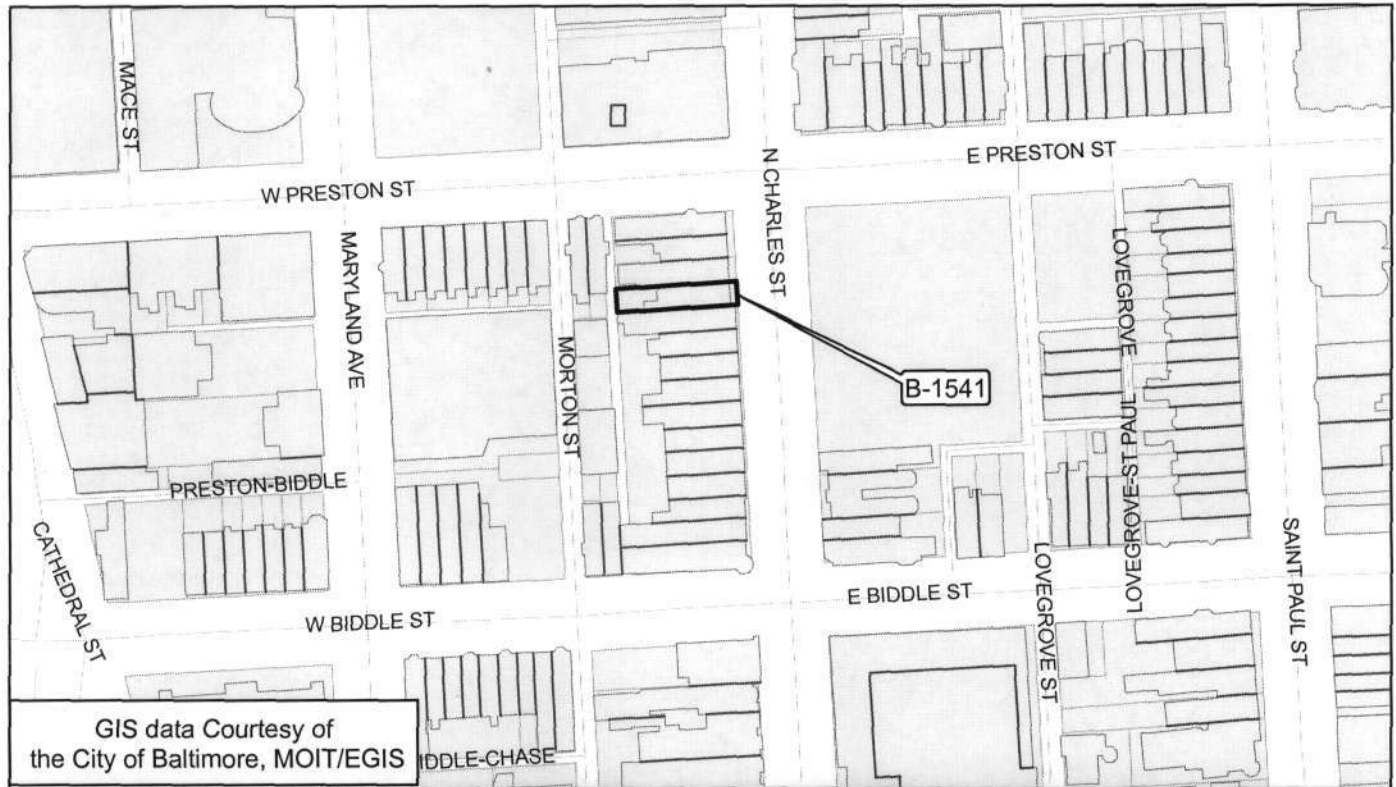 MACE ST
N CHARLES ST
E PRESTON ST
W PRESTON ST
MARYLAND AVE
MORTON ST
LOVEGROVE-ST PAUL LOVEGROVE
B-1541
PRESTON-BIDDLE
CATHEDRAL ST
LOVEGROVE ST
SAINT PAUL ST
E BIDDLE ST
W BIDDLE ST
GIS data Courtesy of
the City of Baltimore, MOIT/EGIS
IDDLE-CHASE